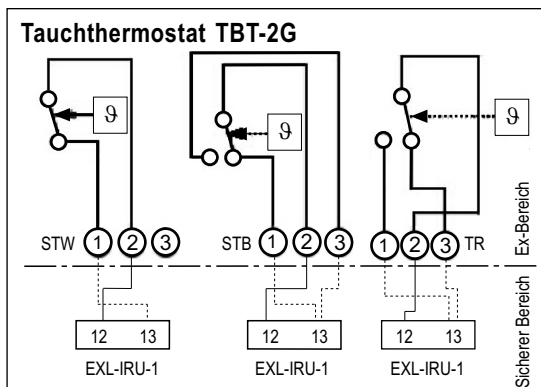 Tauchthermostat TBT-2G
ϑ
ϑ
ϑ
STW 1 2 3
STB 1 2 3
1 2 3 TR
Ex-Bereich
12 13
12 13
12 13
EXL-IRU-1
EXL-IRU-1
EXL-IRU-1
Sicherer Bereich